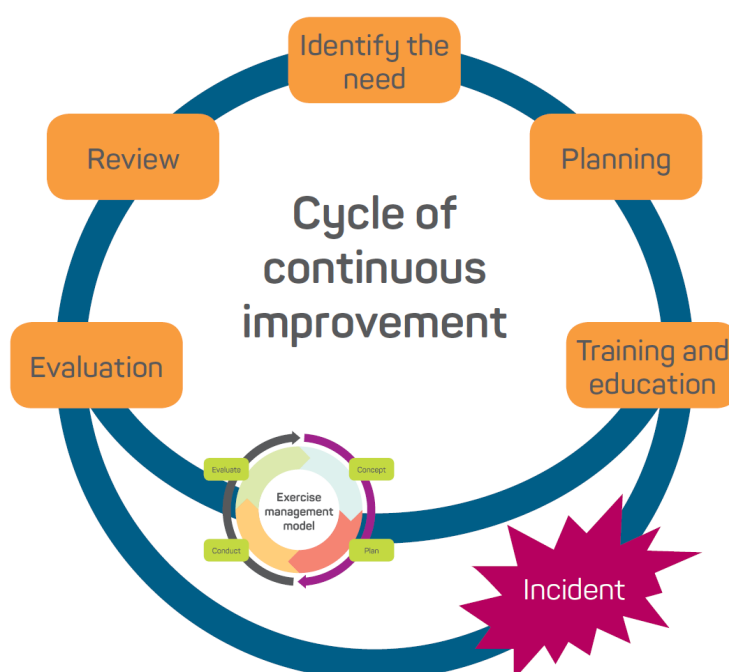 Identify the
need
Review
Planning
Cycle of
continuous
improvement
Evaluation
Training and
education
Evaluate
Concept
Exercise
management
model
Conduct
Plan
Incident